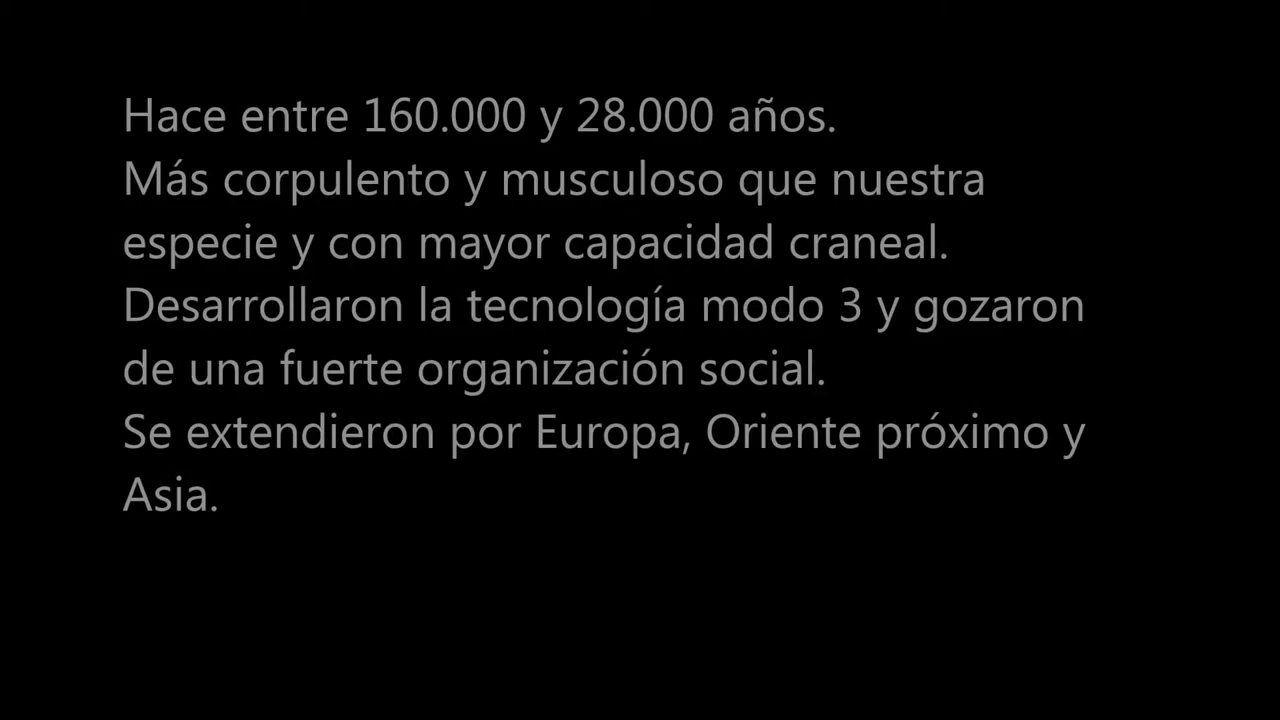 Hace entre 160.000 y 28.000 años.
Más corpulento y musculoso que nuestra
especie y con mayor capacidad craneal.
Desarrollaron la tecnología modo 3 y gozaron
de una fuerte organización social.
Se extendieron por Europa, Oriente próximo y
Asia.